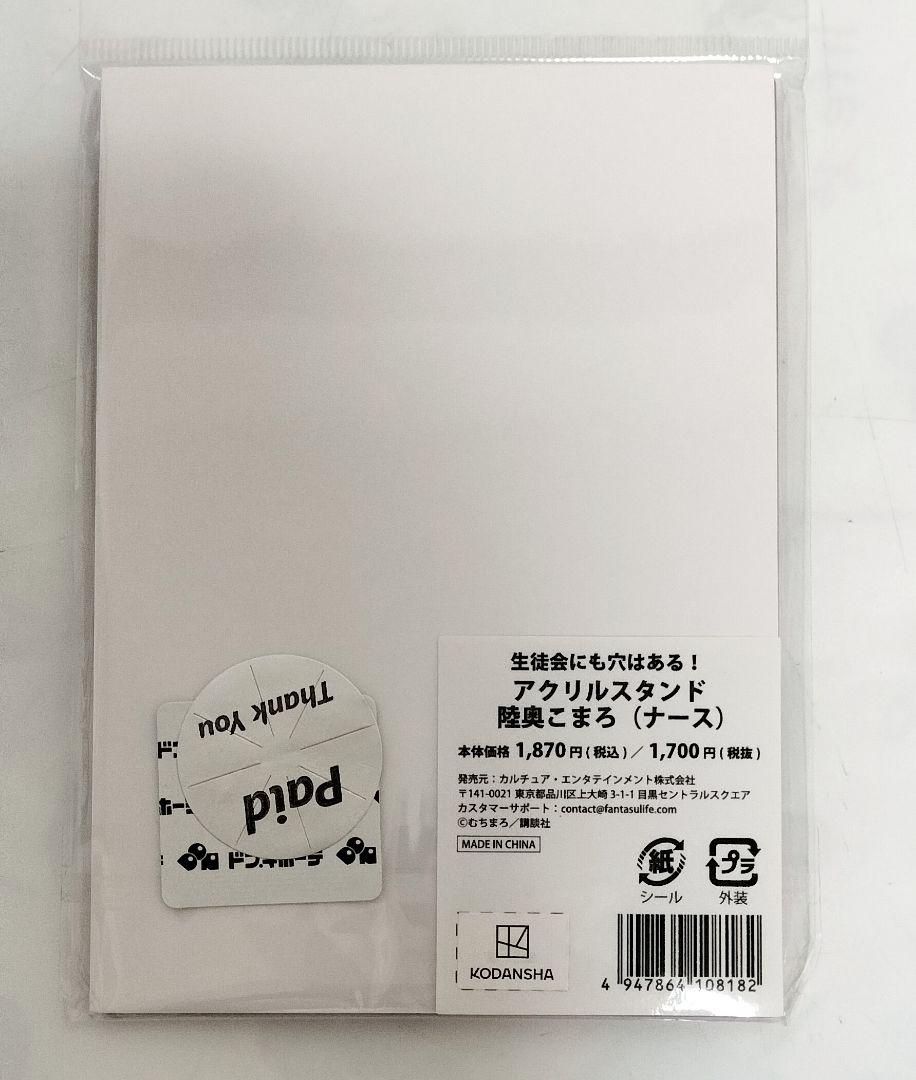 生徒会にも穴はある！
アクリルスタンド
陸奥こまろ（ナース）
本体価格 1,870 円 ( 税込 ) ／ 1,700 円 ( 税抜 )
発売元：カルチュア・エンタテインメント株式会社
〒141-0021 東京都品川区上大崎 3-1-1 目黒セントラルスクエア
カスタマーサポート：contact@fantasulife.com
©むちまろ／講談社
MADE IN CHINA
紙
プラ
シール
外装
KODANSHA
4 947864 108182
Thank You
Paid
ドン.キホーテ